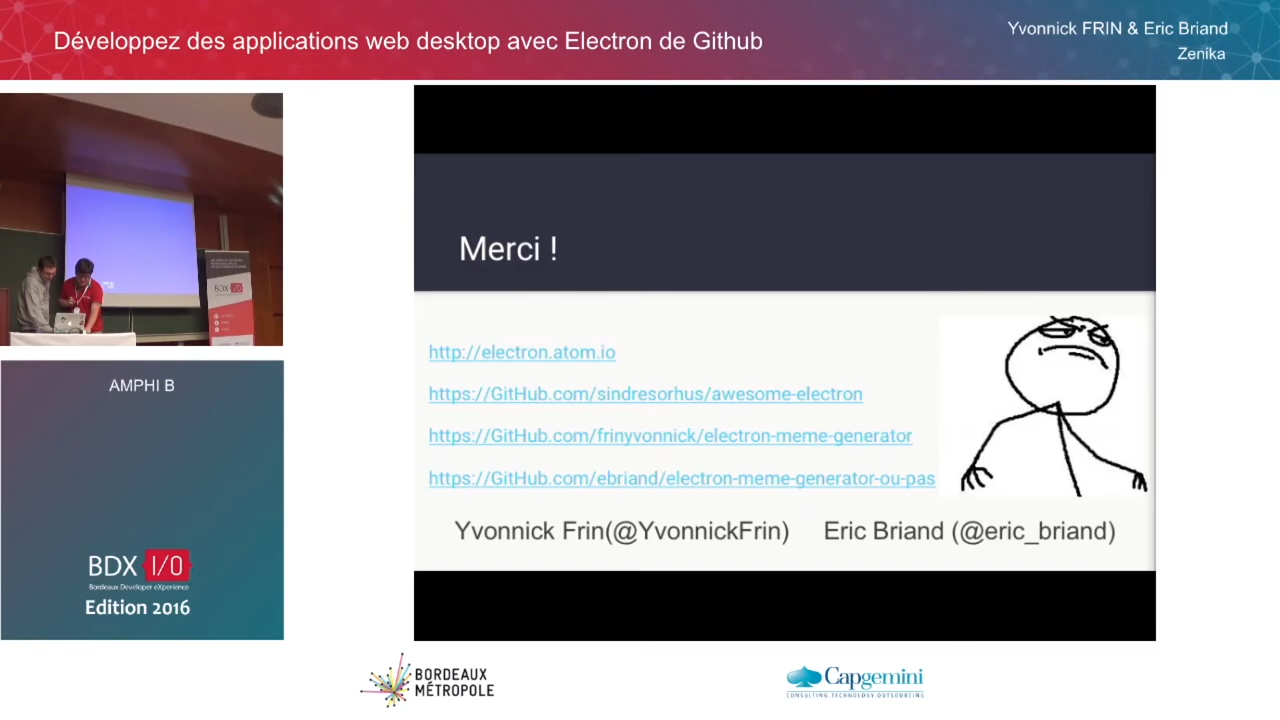 Développez des applications web desktop avec Electron de Github
Yvonnick FRIN & Eric Briand
Zenika
BDX I/O
AMPHI B
BDX I/O
Bordeaux Developer eXperience
Edition 2016
Merci !
http://electron.atom.io
https://GitHub.com/sindresorhus/awesome-electron
https://GitHub.com/frinyvonnick/electron-meme-generator
https://GitHub.com/ebriand/electron-meme-generator-ou-pas
Yvonnick Frin(@YvonnickFrin) Eric Briand (@eric_briand)
BORDEAUX
MÉTROPOLE
Capgemini
CONSULTING.TECHNOLOGY.OUTSOURCING